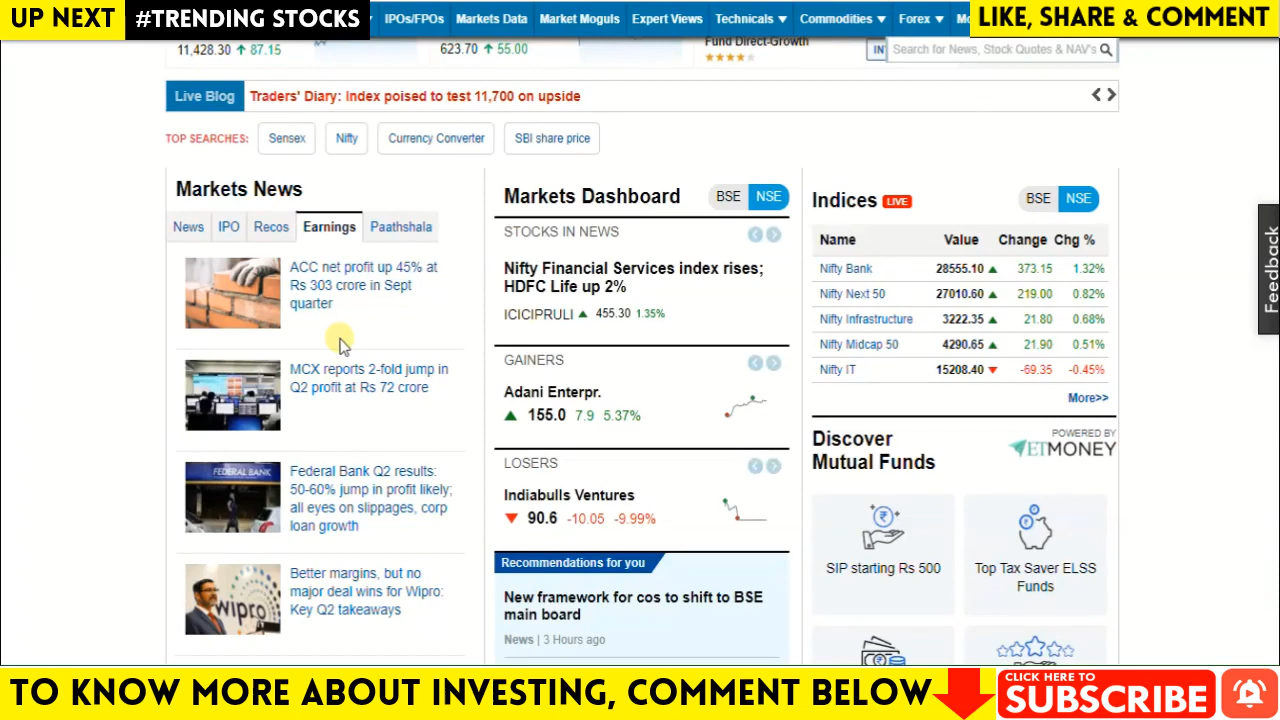 UP NEXT #TRENDING STOCKS
IPOs/FPOs Markets Data Market Moguls Expert Views Technicals Commodities Forex
LIKE, SHARE & COMMENT
11,428.30 87.15
623.70 55.00
Fund Direct-Growth
Search for News, Stock Quotes & NAV's
Live Blog Traders' Diary: Index poised to test 11,700 on upside
TOP SEARCHES: Sensex Nifty Currency Converter SBI share price
Markets News
News IPO Recos Earnings Paathshala
ACC net profit up 45% at
Rs 303 crore in Sept
quarter
MCX reports 2-fold jump in
Q2 profit at Rs 72 crore
FEDERAL BANK
Federal Bank Q2 results:
50-60% jump in profit likely;
all eyes on slippages, corp
loan growth
wipro
Better margins, but no
major deal wins for Wipro:
Key Q2 takeaways
Markets Dashboard BSE NSE
STOCKS IN NEWS
Nifty Financial Services index rises;
HDFC Life up 2%
ICICIPRULI 455.30 1.35%
GAINERS
Adani Enterpr.
155.0 7.9 5.37%
LOSERS
Indiabulls Ventures
90.6 -10.05 -9.99%
Recommendations for you
New framework for cos to shift to BSE
main board
News | 3 Hours ago
Indices LIVE BSE NSE
Name Value Change Chg %
Nifty Bank 28555.10 373.15 1.32%
Nifty Next 50 27010.60 219.00 0.82%
Nifty Infrastructure 3222.35 21.80 0.68%
Nifty Midcap 50 4290.65 21.90 0.51%
Nifty IT 15208.40 -69.35 -0.45%
More>>
Discover
Mutual Funds
POWERED BY
ETMONEY
SIP starting Rs 500
Top Tax Saver ELSS
Funds
Feedback
TO KNOW MORE ABOUT INVESTING, COMMENT BELOW
CLICK HERE TO
SUBSCRIBE